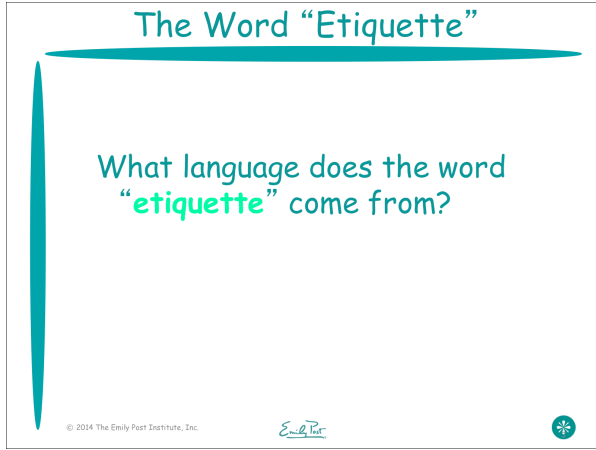 The Word “Etiquette”
What language does the word
“etiquette” come from?
© 2014 The Emily Post Institute, Inc.
Emily Post